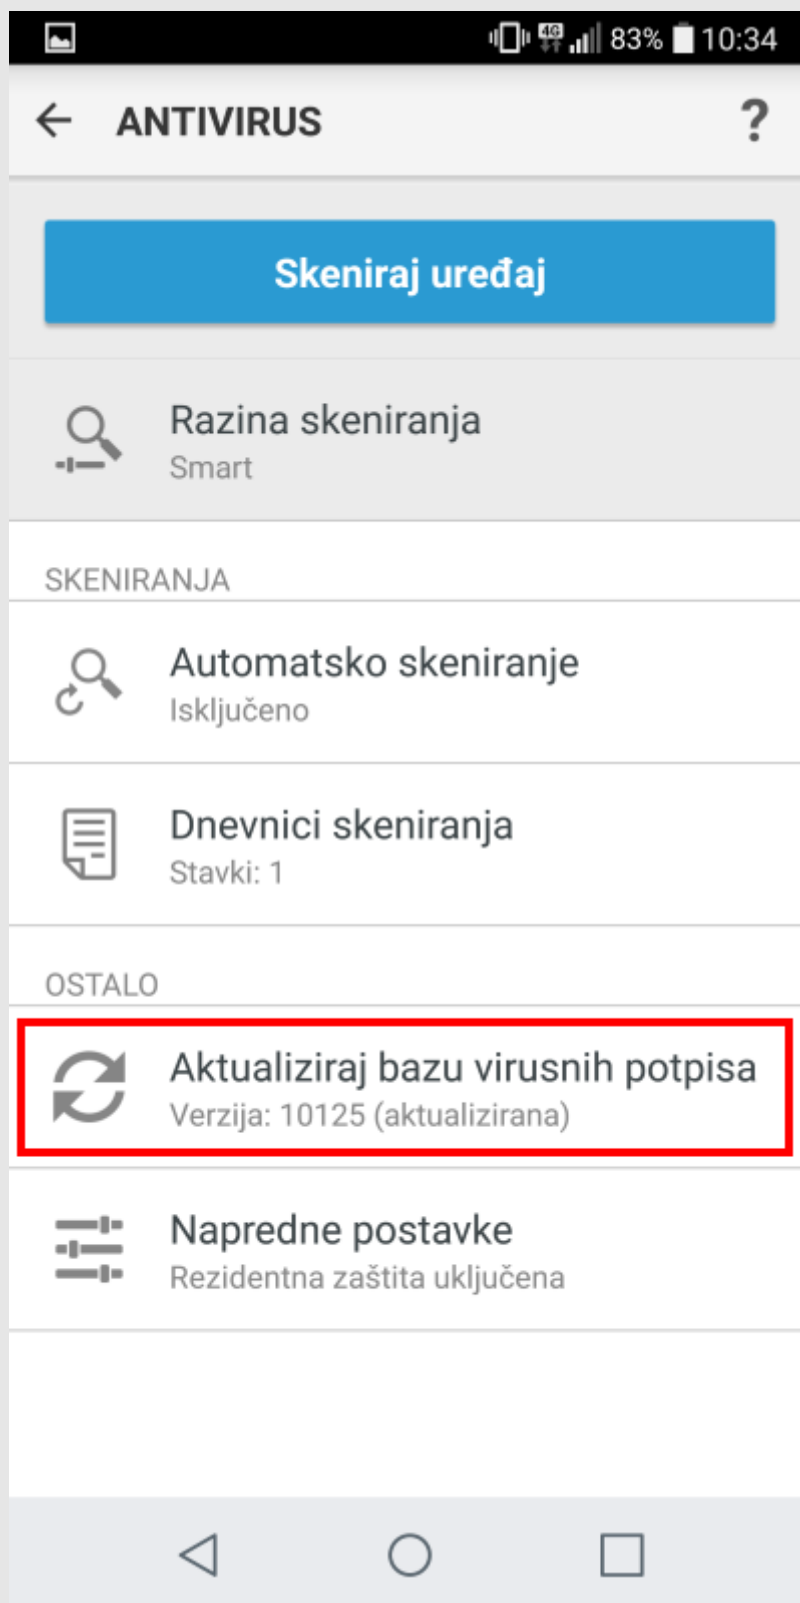 4G 83% 10:34
ANTIVIRUS ?
Skeniraj uređaj
Razina skeniranja
Smart
SKENIRANJA
Automatsko skeniranje
Isključeno
Dnevnici skeniranja
Stavki: 1
OSTALO
Aktualiziraj bazu virusnih potpisa
Verzija: 10125 (aktualizirana)
Napredne postavke
Rezidentna zaštita uključena